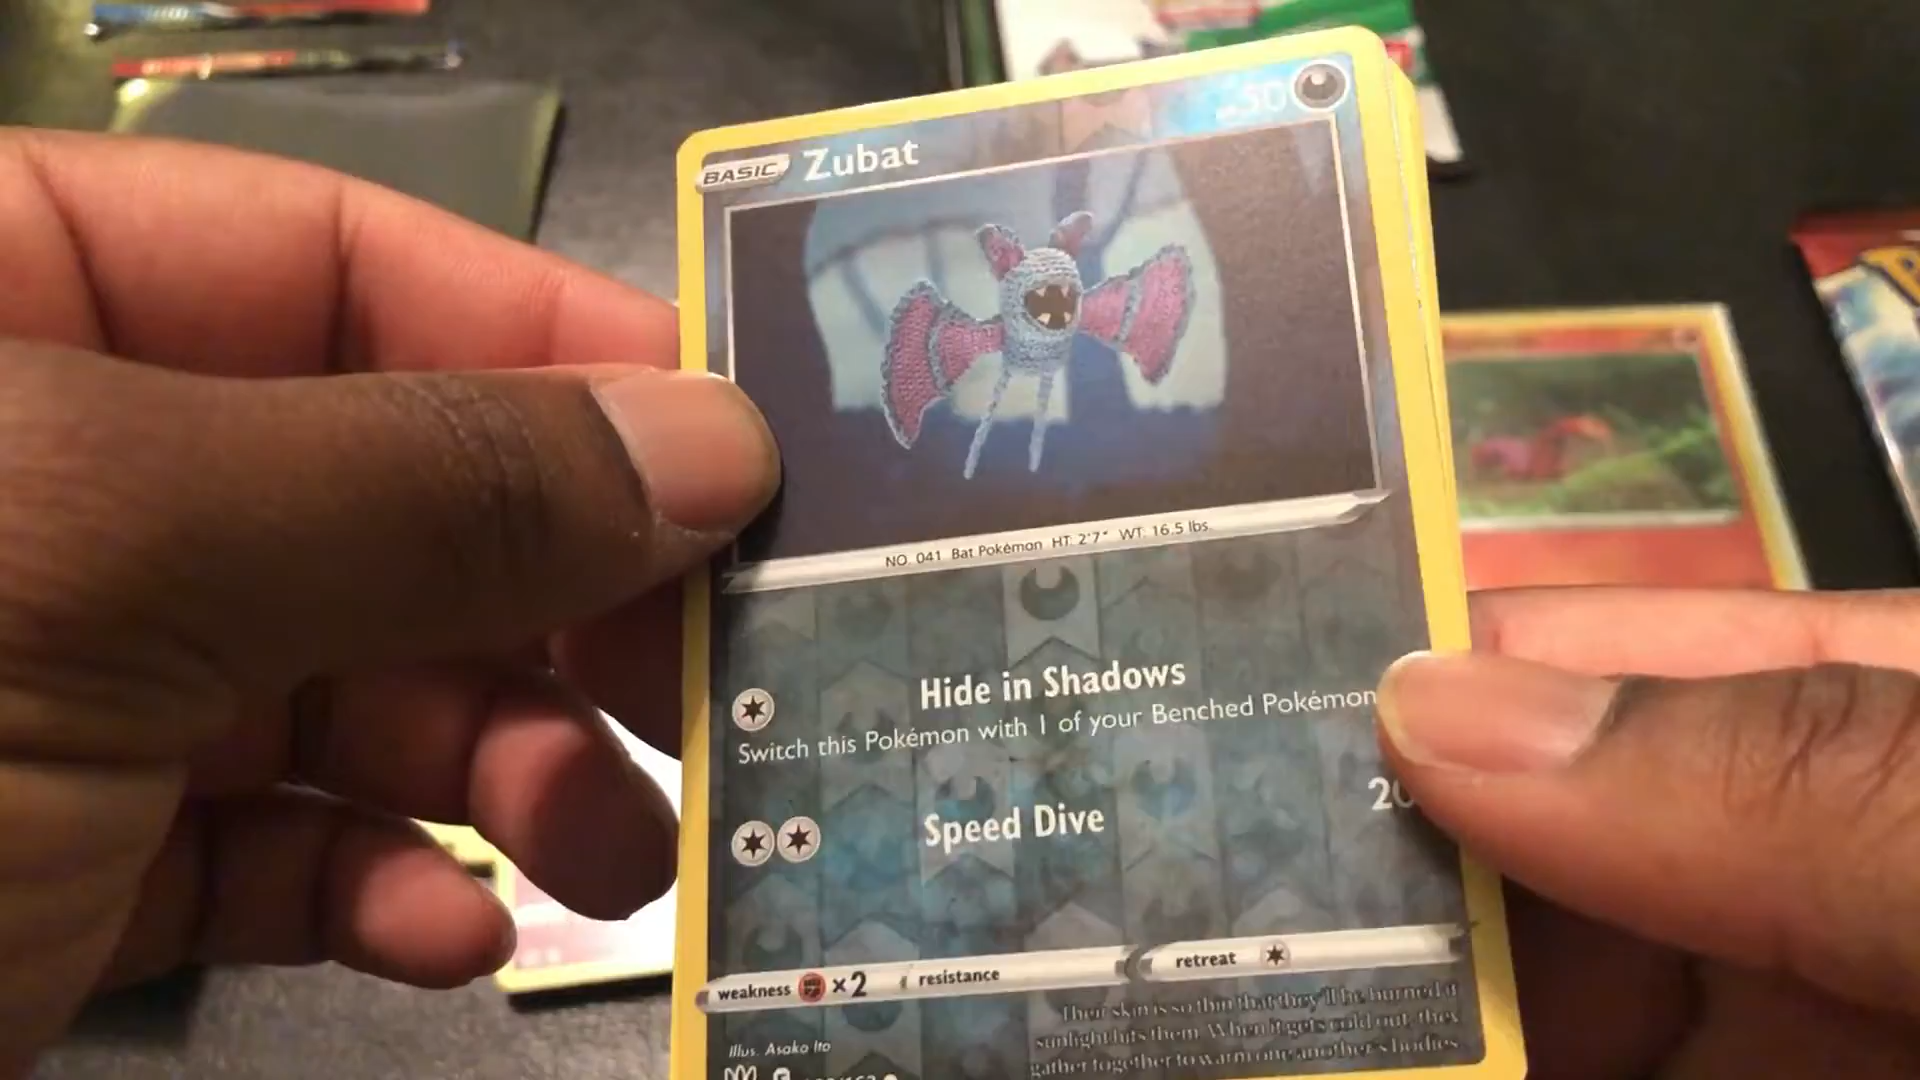 BASIC Zubat 50
NO. 041 Bat Pokémon HT: 2'7" WT: 16.5 lbs.
Hide in Shadows
Switch this Pokémon with 1 of your Benched Pokémon
Speed Dive 20
weakness ×2 resistance retreat
Their skin is so thin that they'll be burned if
sunlight hits them. When it gets cold out, they
gather together to warm one another's bodies.
Illus. Asako Ito